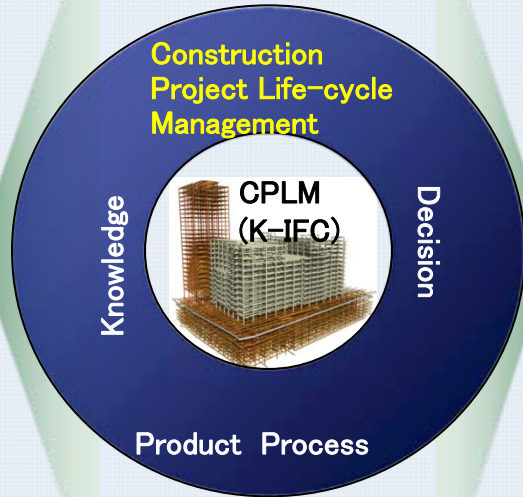 Construction
Project Life-cycle
Management
CPLM
(K-IFC)
Knowledge
Decision
Product Process